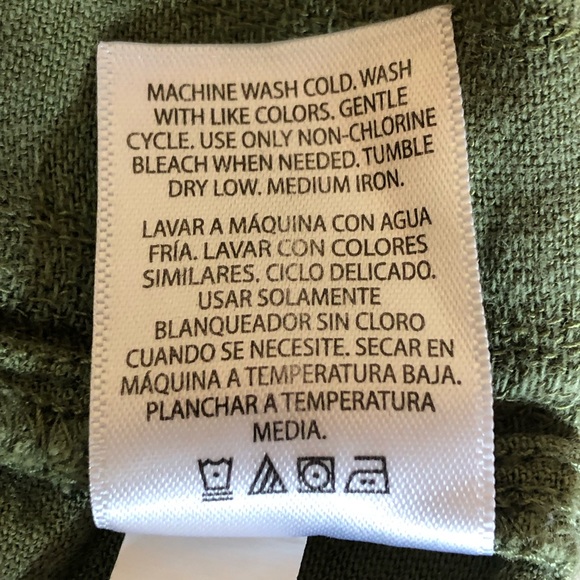 MACHINE WASH COLD. WASH
WITH LIKE COLORS. GENTLE
CYCLE. USE ONLY NON-CHLORINE
BLEACH WHEN NEEDED. TUMBLE
DRY LOW. MEDIUM IRON.
LAVAR A MÁQUINA CON AGUA
FRÍA. LAVAR CON COLORES
SIMILARES. CICLO DELICADO.
USAR SOLAMENTE
BLANQUEADOR SIN CLORO
CUANDO SE NECESITE. SECAR EN
MÁQUINA A TEMPERATURA BAJA.
PLANCHAR A TEMPERATURA
MEDIA.